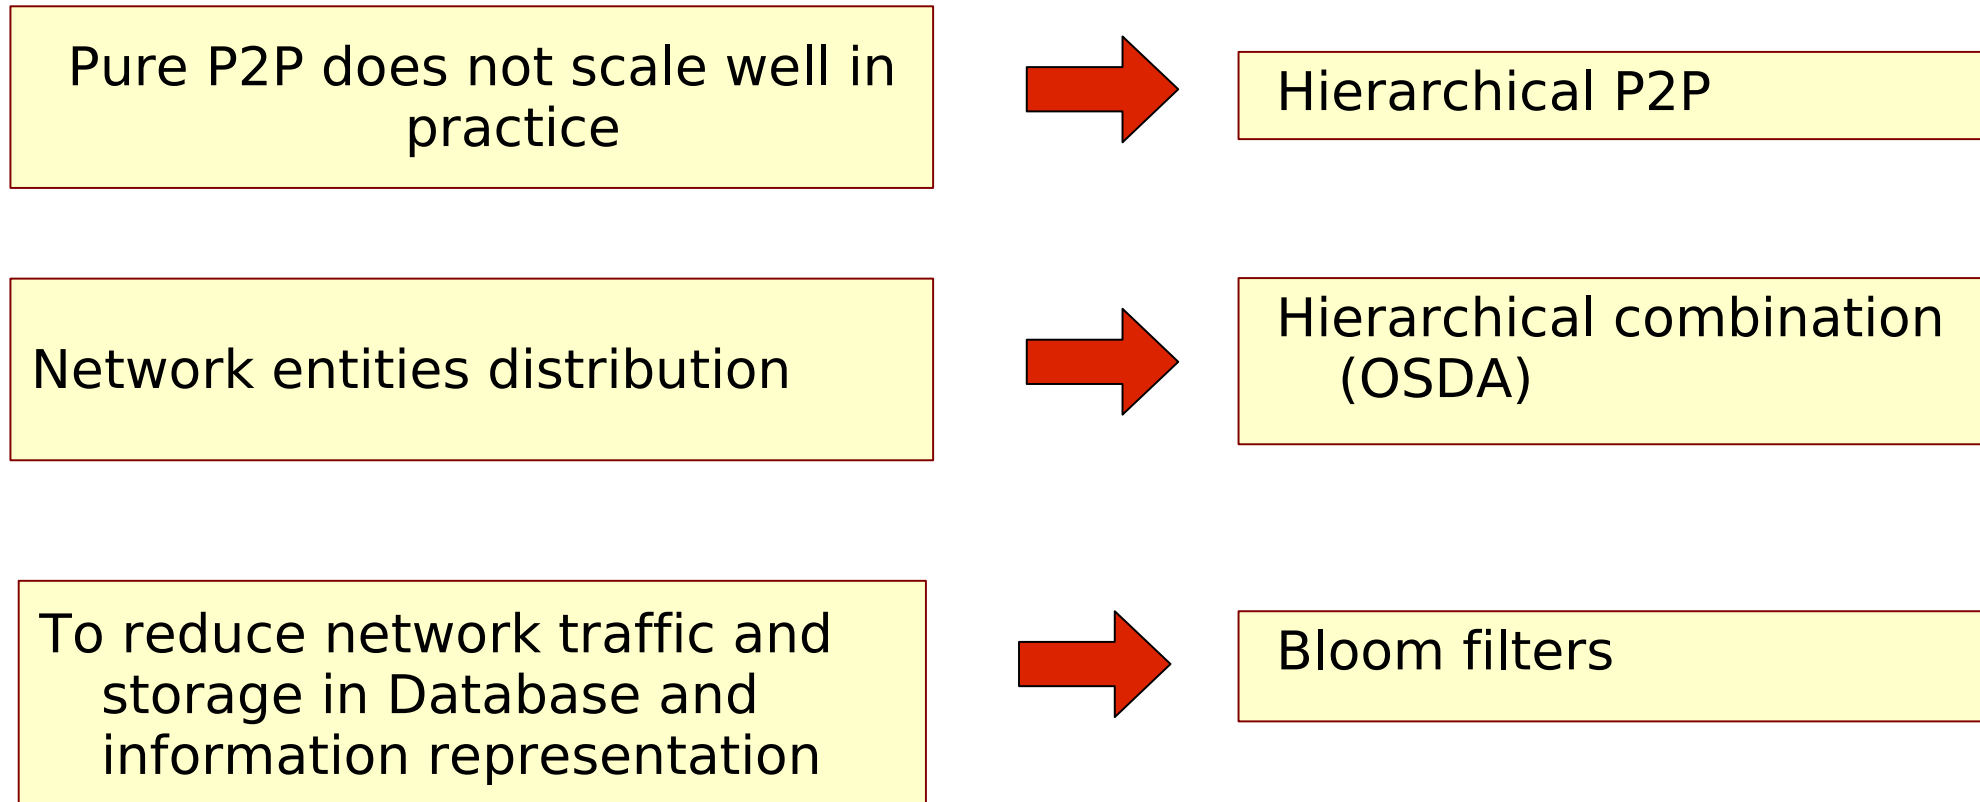 Pure P2P does not scale well in
practice
Hierarchical P2P
Network entities distribution
Hierarchical combination
(OSDA)
To reduce network traffic and
storage in Database and
information representation
Bloom filters